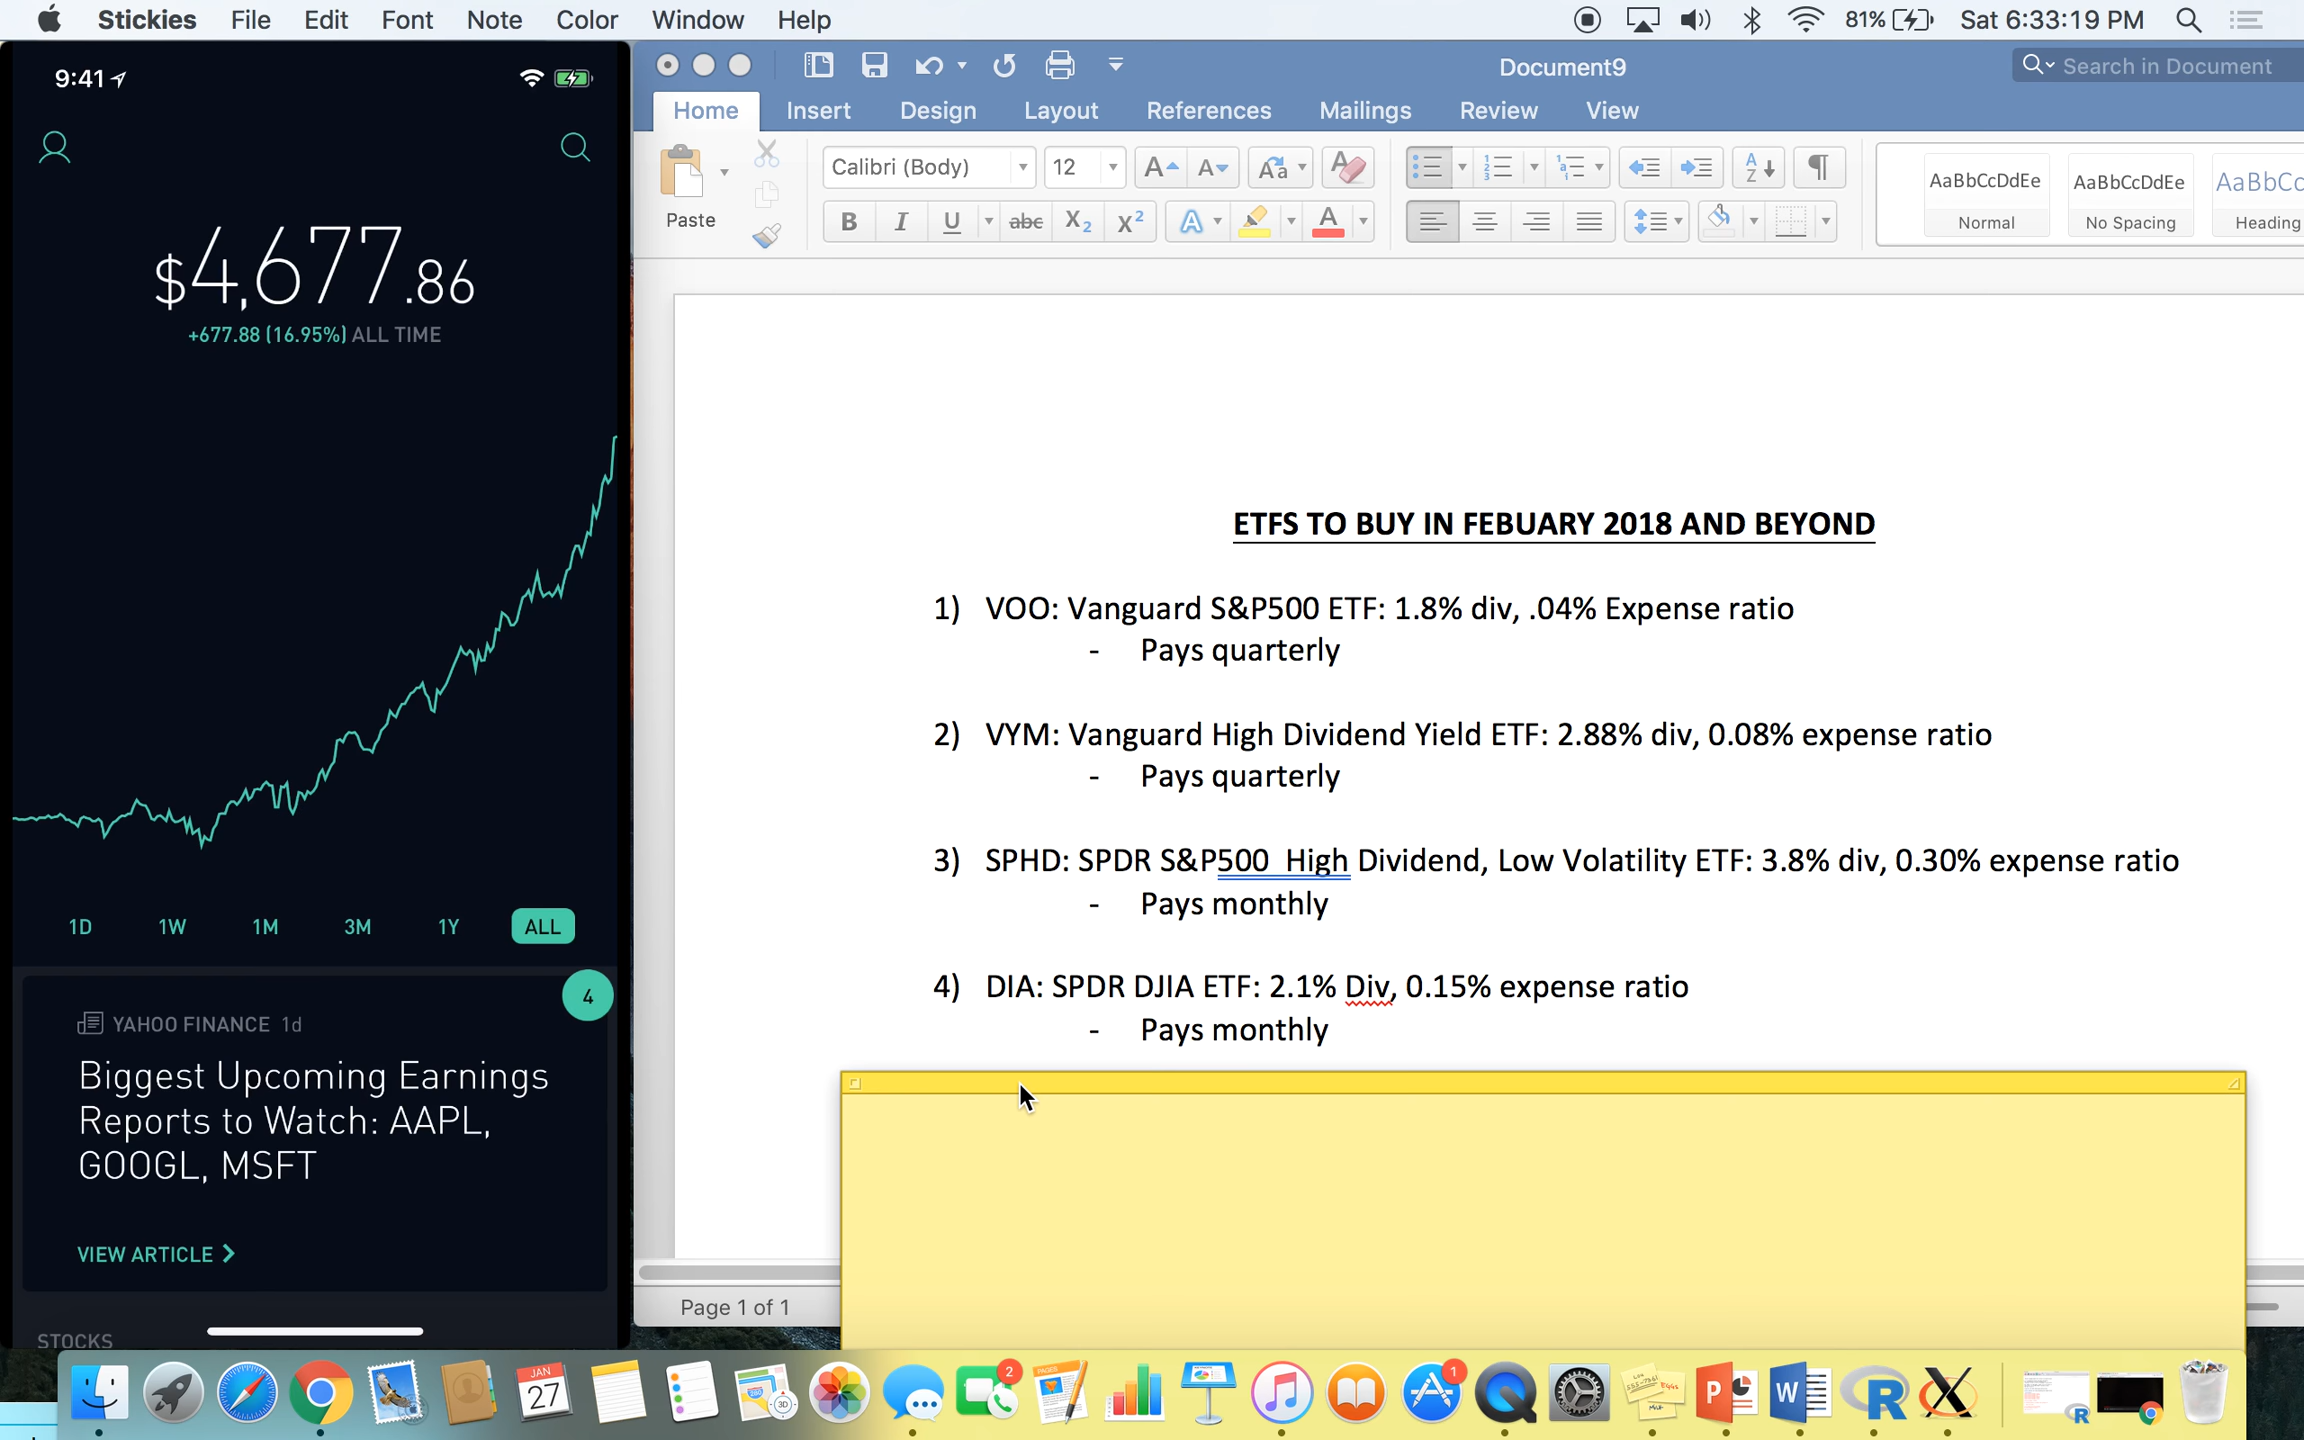 Stickies File Edit Font Note Color Window Help 81% Sat 6:33:19 PM
9:41
$4,677.86
+677.88 (16.95%) ALL TIME
1D 1W 1M 3M 1Y ALL
4
YAHOO FINANCE 1d
Biggest Upcoming Earnings
Reports to Watch: AAPL,
GOOGL, MSFT
VIEW ARTICLE
STOCKS
Document9
Search in Document
Home Insert Design Layout References Mailings Review View
Paste
Calibri (Body) 12
AaBbCcDdEe AaBbCcDdEe AaBbCc
Normal No Spacing Heading
ETFS TO BUY IN FEBUARY 2018 AND BEYOND
1) VOO: Vanguard S&P500 ETF: 1.8% div, .04% Expense ratio
- Pays quarterly
2) VYM: Vanguard High Dividend Yield ETF: 2.88% div, 0.08% expense ratio
- Pays quarterly
3) SPHD: SPDR S&P500  High Dividend, Low Volatility ETF: 3.8% div, 0.30% expense ratio
- Pays monthly
4) DIA: SPDR DJIA ETF: 2.1% Div, 0.15% expense ratio
- Pays monthly
Page 1 of 1
2
1
JAN
27